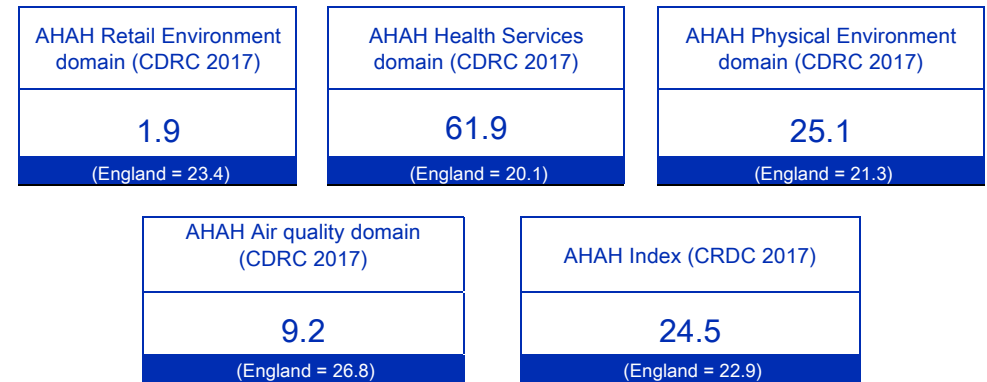 AHAH Retail Environment
domain (CDRC 2017)
1.9
(England = 23.4)
AHAH Health Services
domain (CDRC 2017)
61.9
(England = 20.1)
AHAH Physical Environment
domain (CDRC 2017)
25.1
(England = 21.3)
AHAH Air quality domain
(CDRC 2017)
9.2
(England = 26.8)
AHAH Index (CRDC 2017)
24.5
(England = 22.9)